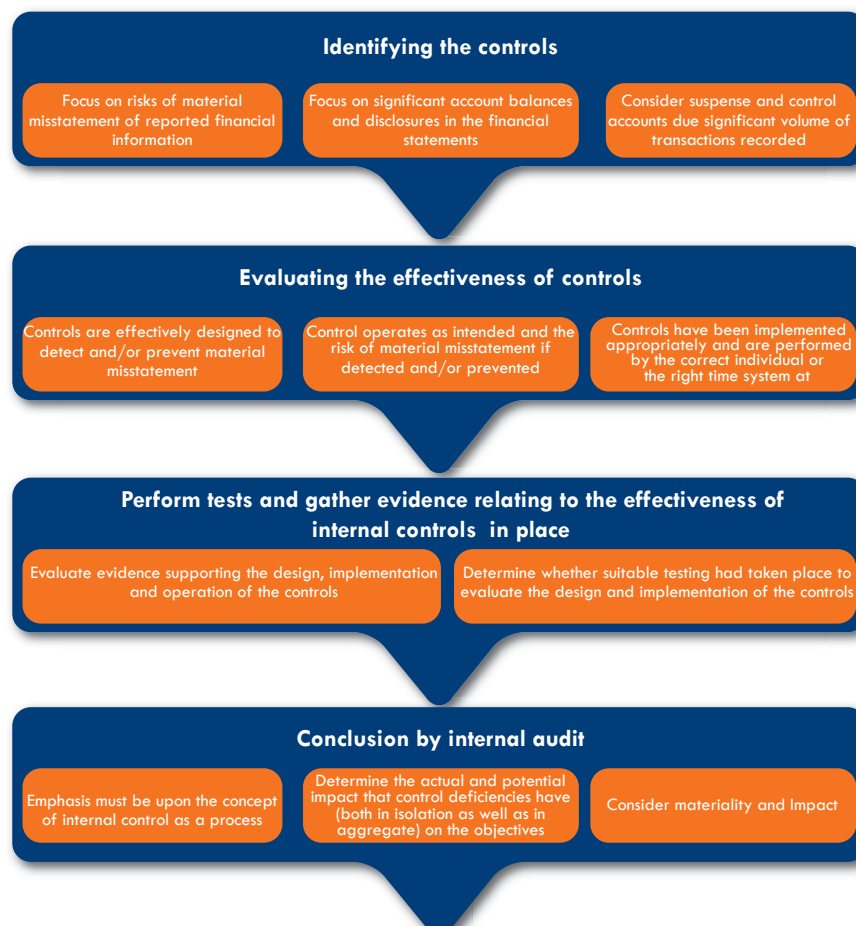 Identifying the controls
Focus on risks of material
misstatement of reported financial
information
Focus on significant account balances
and disclosures in the financial
statements
Consider suspense and control
accounts due significant volume of
transactions recorded
Evaluating the effectiveness of controls
Controls are effectively designed to
detect and/or prevent material
misstatement
Control operates as intended and the
risk of material misstatement if
detected and/or prevented
Controls have been implemented
appropriately and are performed
by the correct individual or
the right time system at
Perform tests and gather evidence relating to the effectiveness of
internal controls in place
Evaluate evidence supporting the design, implementation
and operation of the controls
Determine whether suitable testing had taken place to
evaluate the design and implementation of the controls
Conclusion by internal audit
Emphasis must be upon the concept
of internal control as a process
Determine the actual and potential
impact that control deficiencies have
(both in isolation as well as in
aggregate) on the objectives
Consider materiality and Impact